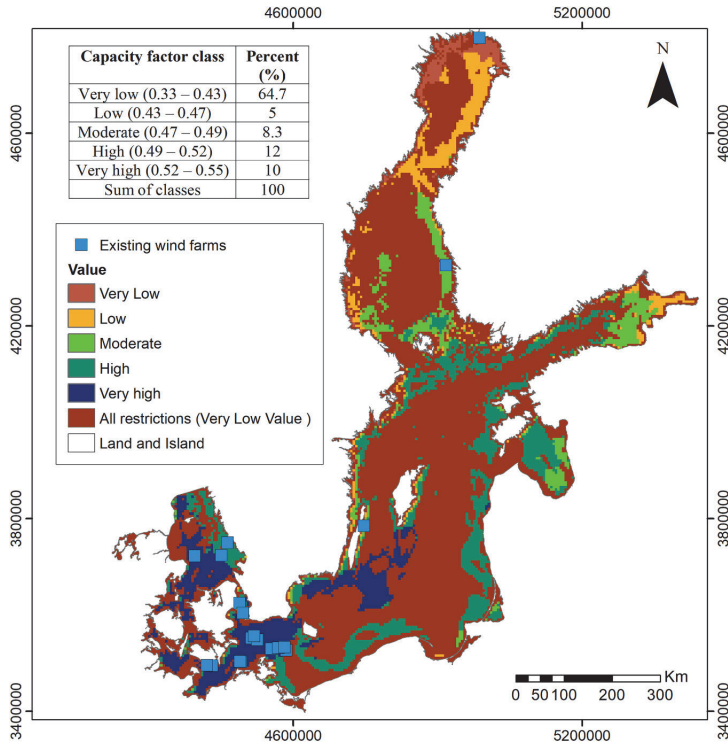 4600000 5200000
Capacity factor class Percent (%)
Very low (0.33 – 0.43) 64.7
Low (0.43 – 0.47) 5
Moderate (0.47 – 0.49) 8.3
High (0.49 – 0.52) 12
Very high (0.52 – 0.55) 10
Sum of classes 100
N
4600000 4600000
Existing wind farms
Value
Very Low
Low
Moderate
High
Very high
All restrictions (Very Low Value )
Land and Island
4200000 4200000
3800000 3800000
Km
0 50 100 200 300
3400000 3400000
4600000 5200000